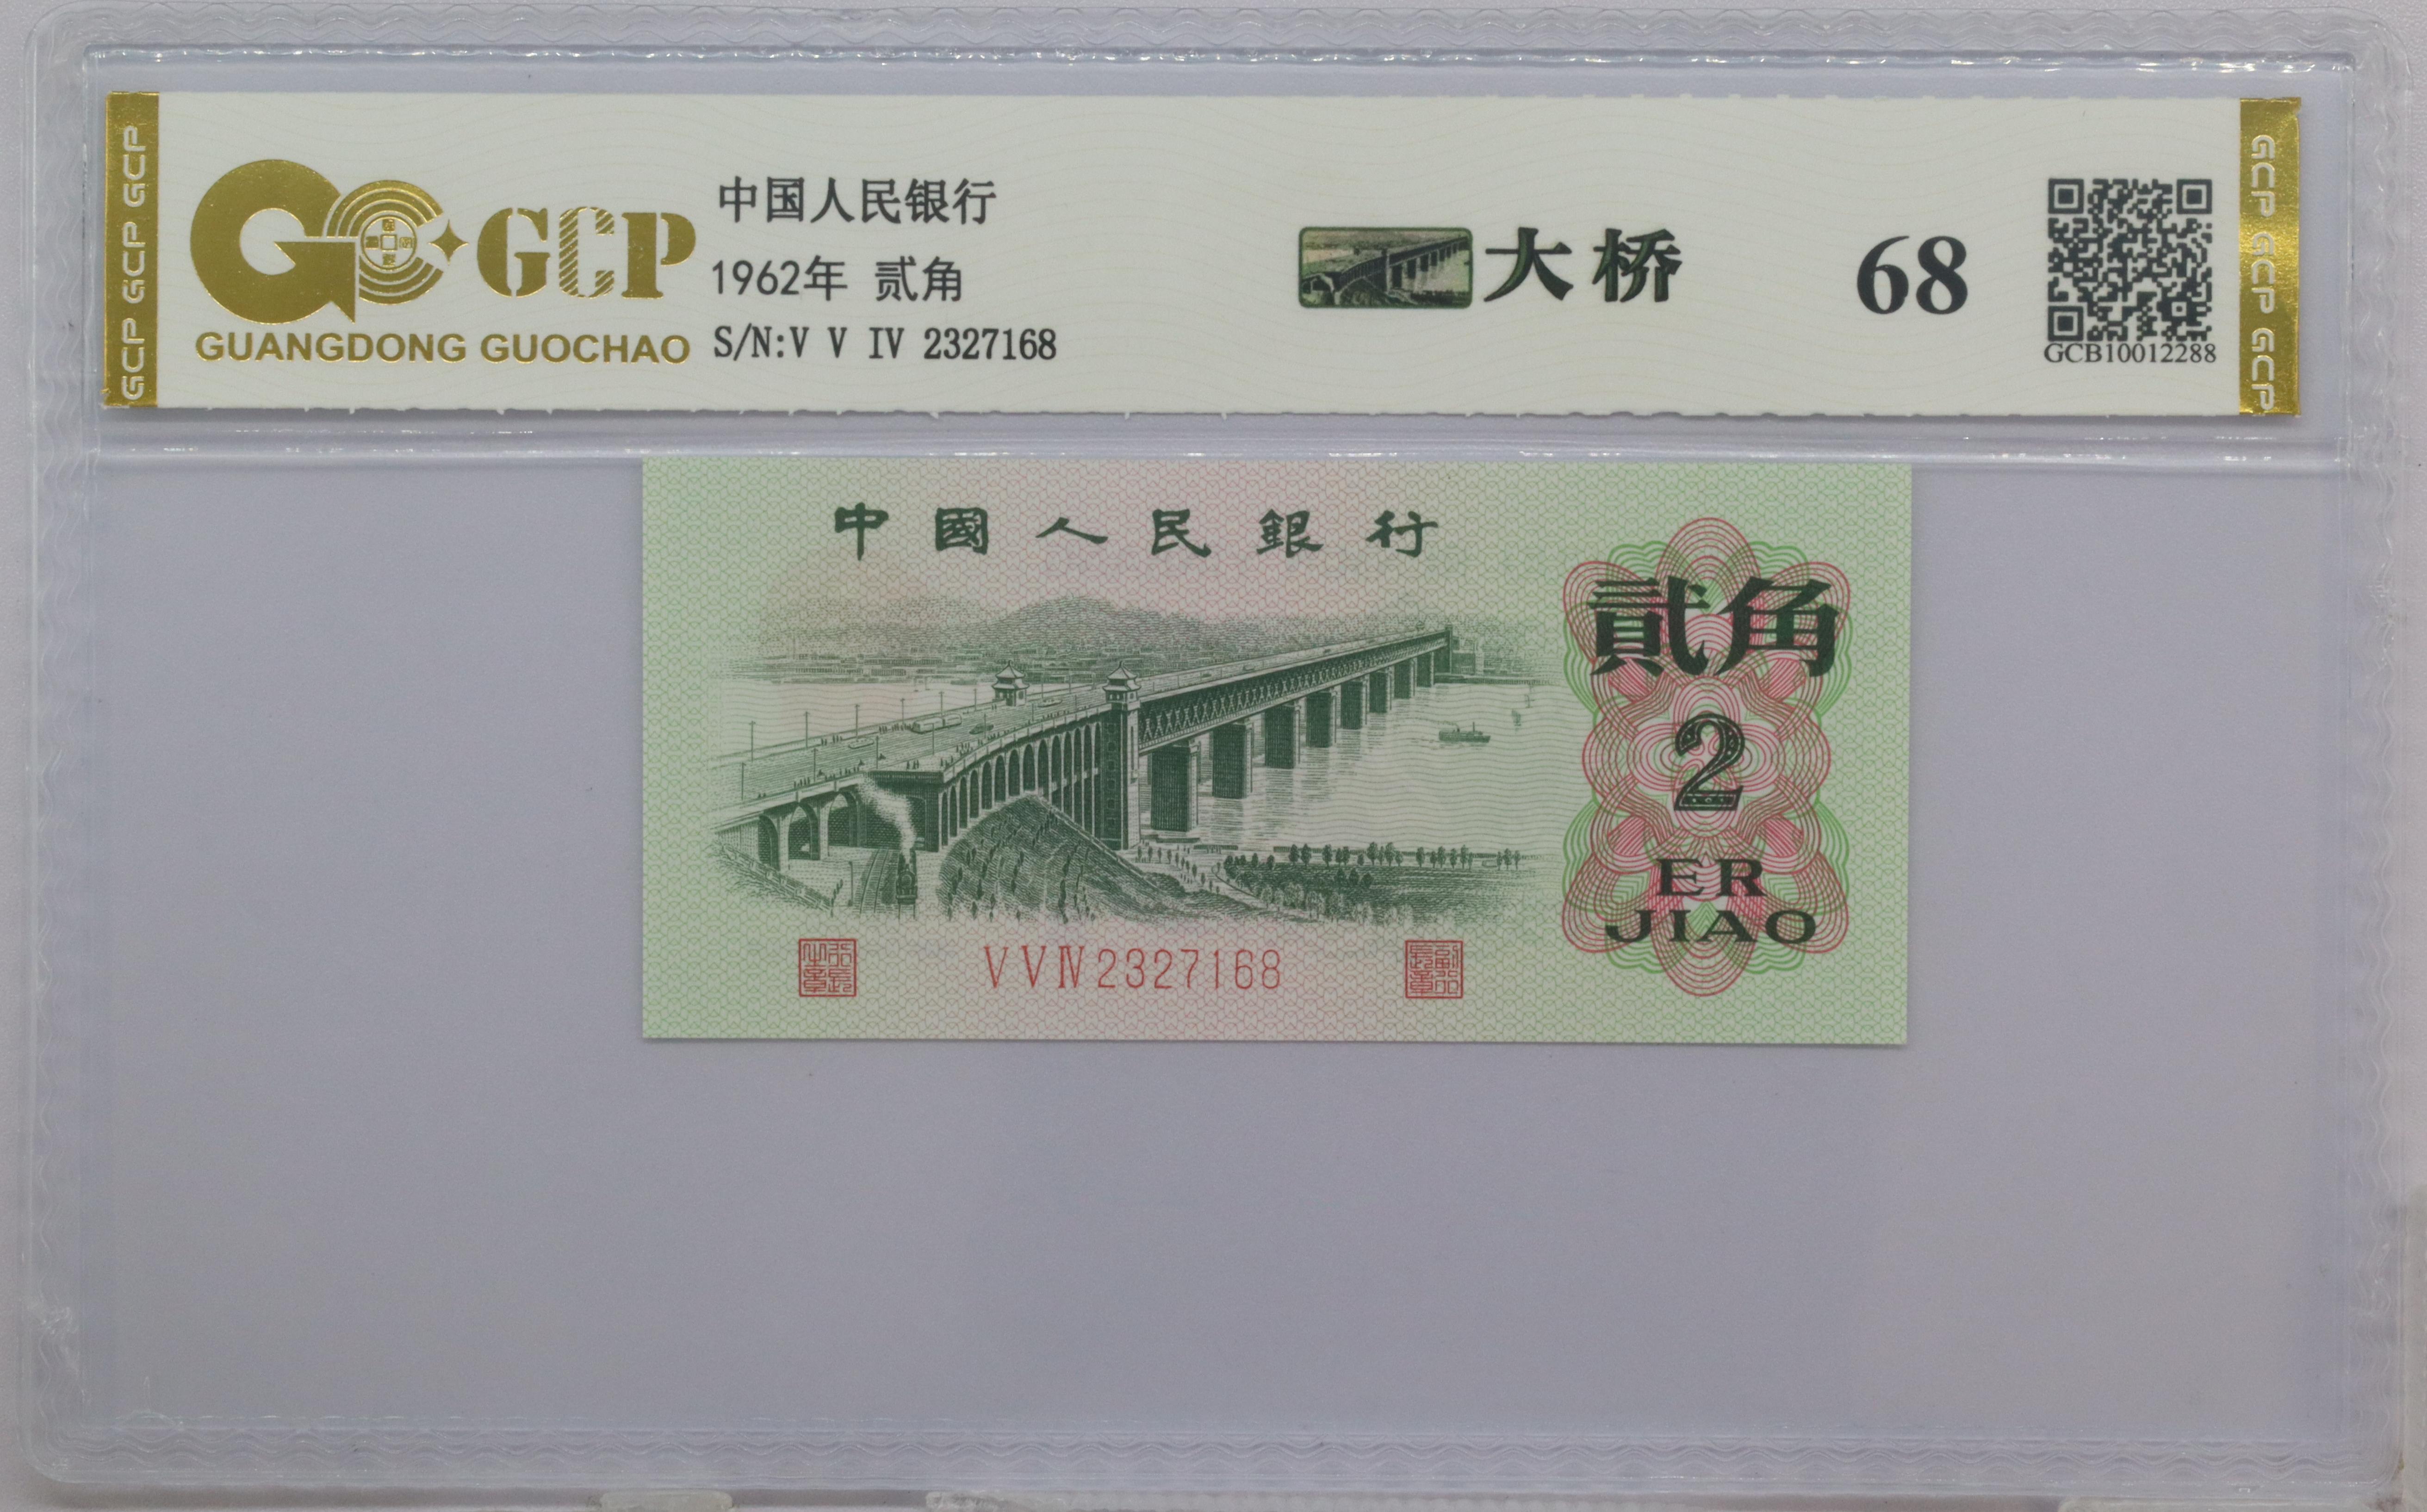 GCP GCP GCP
GCP
GUANGDONG GUOCHAO
中国人民银行
1962年 贰角
S/N:V V IV 2327168
大桥
68
GCB10012288
GCP GCP GCP
中國人民銀行
貳角
2
ER
JIAO
V V IV 2327168